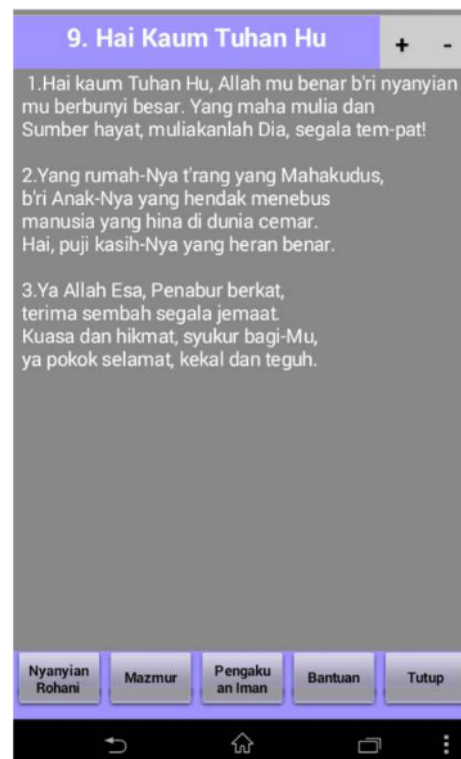 9. Hai Kaum Tuhan Hu
+ -
1.Hai kaum Tuhan Hu, Allah mu benar b'ri nyanyian
mu berbunyi besar. Yang maha mulia dan
Sumber hayat, muliakanlah Dia, segala tem-pat!
2.Yang rumah-Nya t'rang yang Mahakudus,
b'ri Anak-Nya yang hendak menebus
manusia yang hina di dunia cemar.
Hai, puji kasih-Nya yang heran benar.
3.Ya Allah Esa, Penabur berkat,
terima sembah segala jemaat.
Kuasa dan hikmat, syukur bagi-Mu,
ya pokok selamat, kekal dan teguh.
Nyanyian
Rohani
Mazmur
Pengaku
an Iman
Bantuan
Tutup